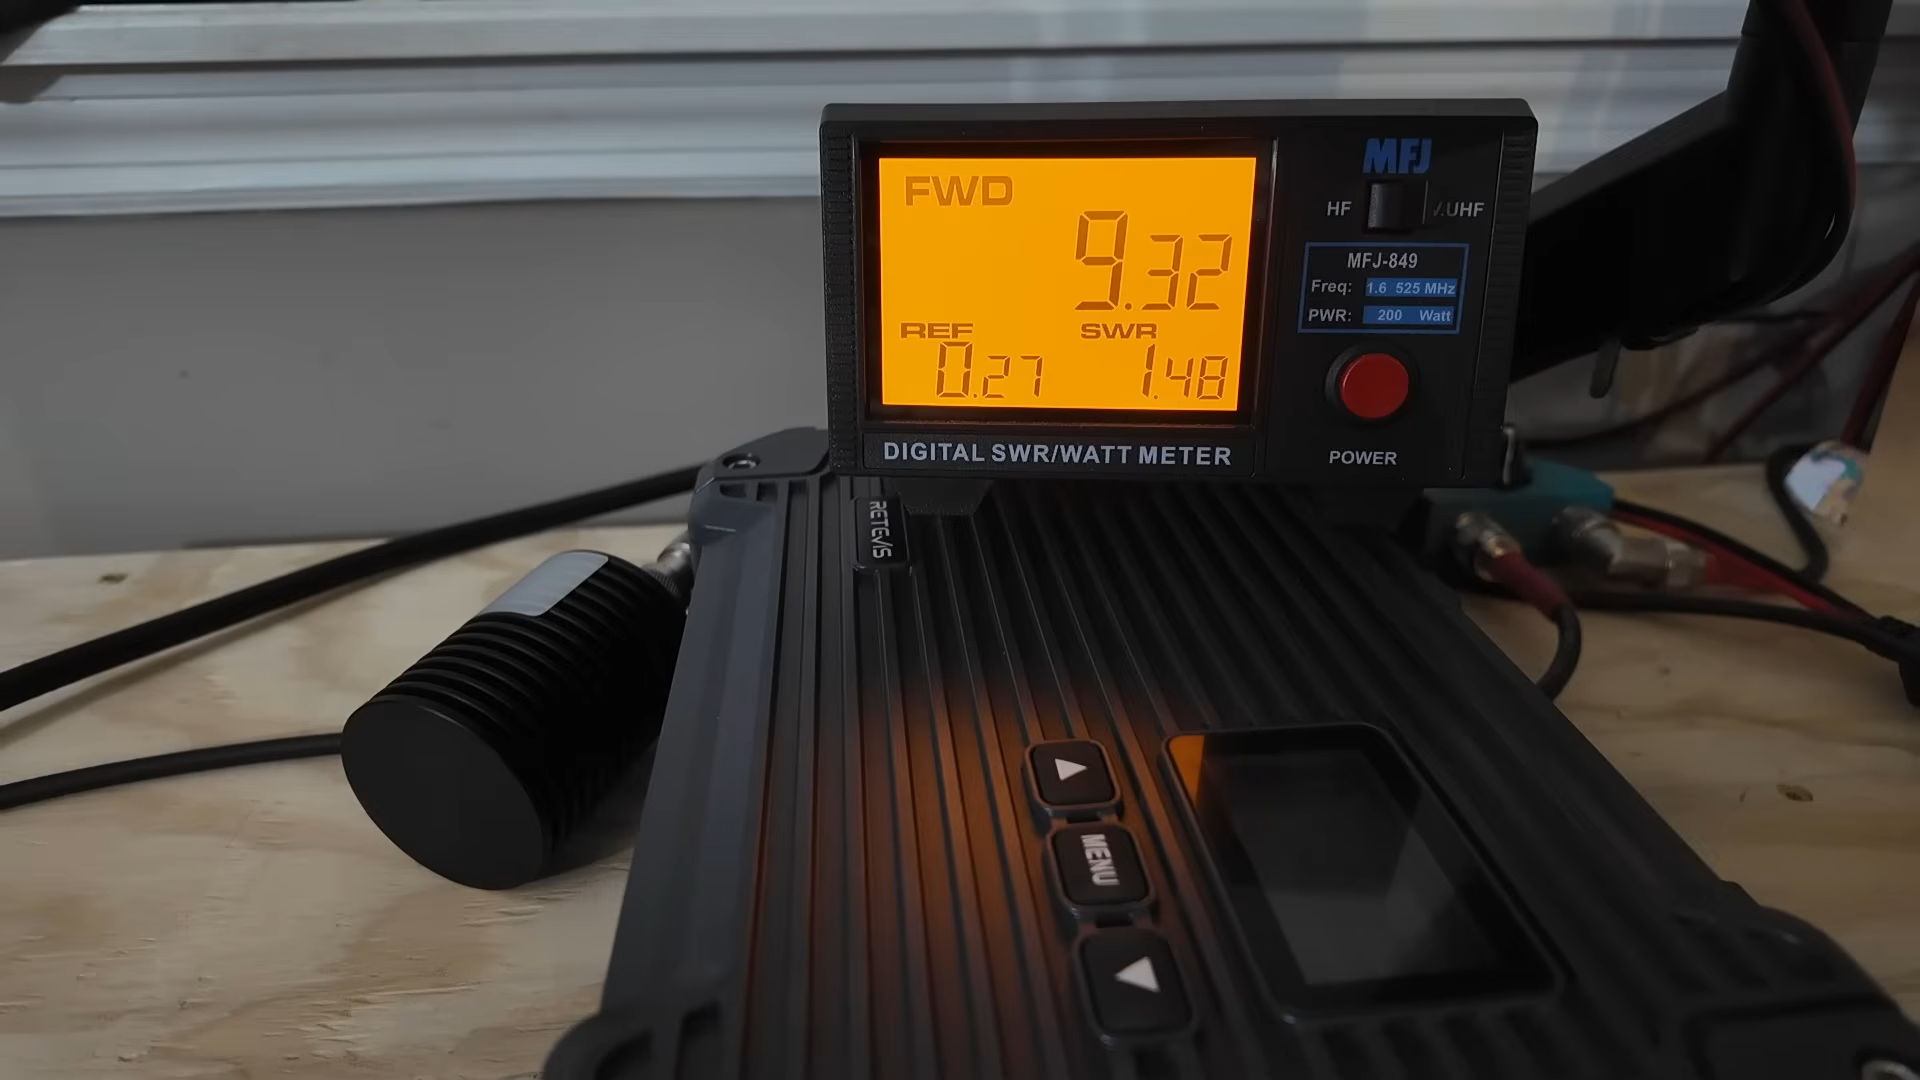 FWD
9.32
REF SWR
0.27 1.48
DIGITAL SWR/WATT METER
MFJ
HF V.UHF
MFJ-849
Freq: 1.6 525 MHz
PWR: 200 Watt
POWER
RETEVIS
MENU